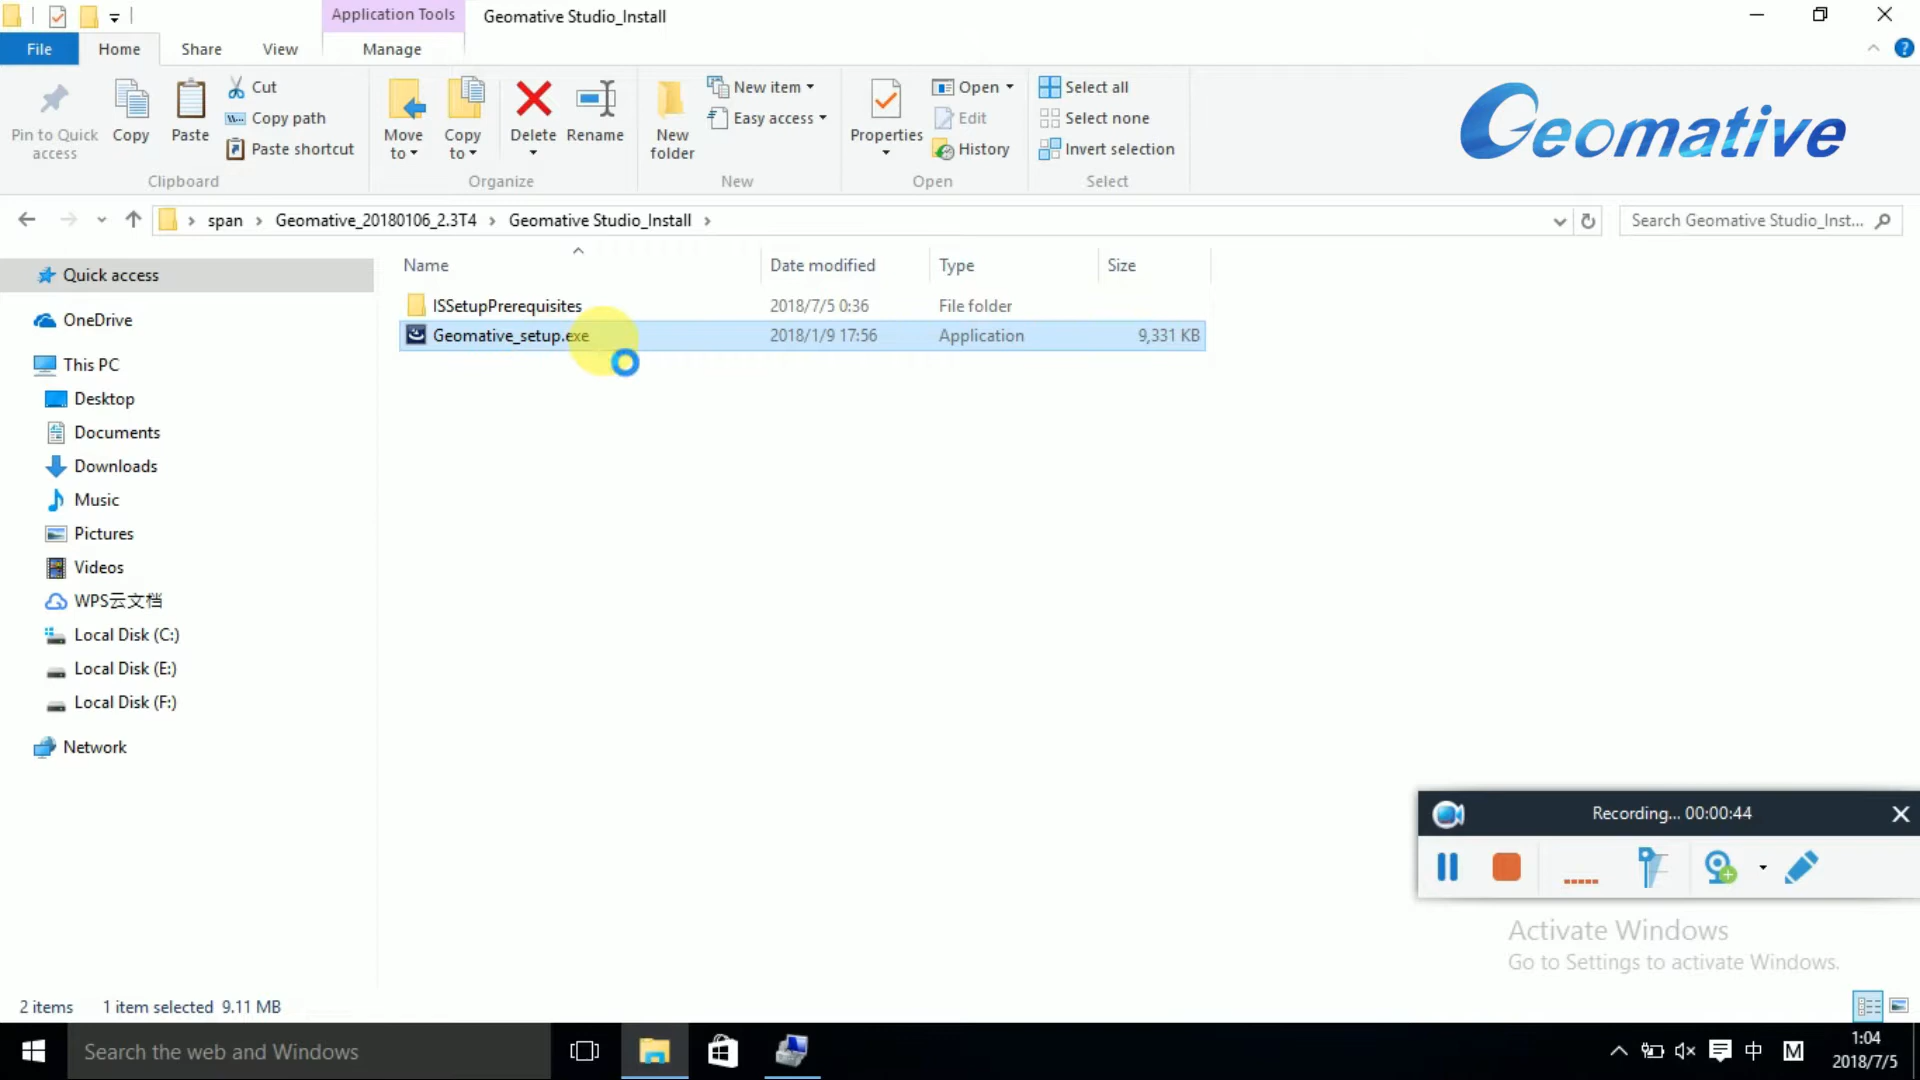 Application Tools
Geomative Studio_Install
File
Home
Share
View
Manage
Pin to Quick access
Copy
Paste
Cut
Copy path
Paste shortcut
Clipboard
Move to
Copy to
Delete
Rename
Organize
New folder
New item
Easy access
New
Properties
Open
Edit
History
Open
Select all
Select none
Invert selection
Select
Geomative
span
Geomative_20180106_2.3T4
Geomative Studio_Install
Search Geomative Studio_Inst...
Name
Date modified
Type
Size
ISSetupPrerequisites
2018/7/5 0:36
File folder
Geomative_setup.exe
2018/1/9 17:56
Application
9,331 KB
Quick access
OneDrive
This PC
Desktop
Documents
Downloads
Music
Pictures
Videos
WPS云文档
Local Disk (C:)
Local Disk (E:)
Local Disk (F:)
Network
Recording... 00:00:44
Activate Windows
Go to Settings to activate Windows.
2 items
1 item selected 9.11 MB
Search the web and Windows
中
M
1:04
2018/7/5